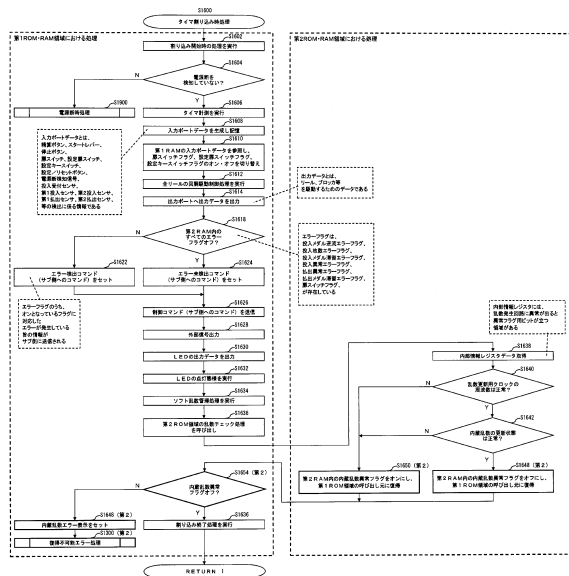 S1600
タイマ割り込み時処理
第1ROM・RAM領域における処理
第2ROM・RAM領域における処理
S1602
割り込み開始時の処理を実行
S1604
電源断を
検知していない？
N
Y
S1900
電源断時処理
S1606
タイマ計測を実行
S1608
入力ポートデータを生成し記憶
S1610
第1RAMの入力ポートデータを参照し、
扉スイッチフラグ、設定扉スイッチフラグ、
設定キースイッチフラグのオン・オフを切り替え
入力ポートデータとは、
精算ボタン、スタートレバー、
停止ボタン、
扉スイッチ、設定扉スイッチ、
設定キースイッチ、
設定／リセットボタン、
電源断検知信号、
投入受付センサ、
第1投入センサ、第2投入センサ、
第1払出センサ、第2払出センサ、
等の検出に係る情報である
S1612
全リールの回胴駆動制御処理を実行
S1614
出力ポートへ出力データを出力
出力データとは、
リール、ブロッカ等
を駆動するためのデータである
S1618
第2RAM内の
すべてのエラー
フラグオフ？
N
Y
エラーフラグは、
投入メダル逆流エラーフラグ、
投入枚数エラーフラグ、
投入メダル滞留エラーフラグ、
投入異常エラーフラグ、
払出異常エラーフラグ、
払出メダル滞留エラーフラグ、
扉スイッチフラグ、
が存在している
S1622
エラー検出コマンド
（サブ側へのコマンド）をセット
S1624
エラー未検出コマンド
（サブ側へのコマンド）をセット
エラーフラグのうち、
オンとなっているフラグに
対応した
エラーが発生している
旨の情報が
サブ側に送信される
S1626
制御コマンド（サブ側へのコマンド）を送信
S1628
外部信号出力
S1630
LEDの出力データを出力
S1632
LEDの点灯態様を実行
S1634
ソフト乱数管理処理を実行
S1636
第2ROM領域の乱数チェック処理
を呼び出し
内部情報レジスタには、
乱数発生回路に異常が出ると
異常フラグ用ビットが立つ
領域がある
S1638
内部情報レジスタデータ取得
S1640
乱数更新用クロックの
周波数は正常？
N
Y
S1642
内蔵乱数の更新状態
は正常？
N
Y
S1650（第2）
第2RAM内の内蔵乱数異常フラグをオンにし、
第1ROM領域の呼び出し元に復帰
S1648（第2）
第2RAM内の内蔵乱数異常フラグをオフにし、
第1ROM領域の呼び出し元に復帰
S1654（第2）
内蔵乱数異常
フラグオフ？
N
Y
S1648（第2）
内蔵乱数エラー表示をセット
S1300（第2）
復帰不可能エラー処理
S1636
割り込み終了処理を実行
RETURN！